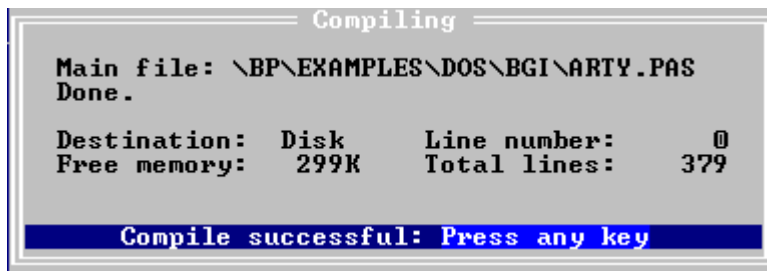 Compiling
Main file: \BP\EXAMPLES\DOS\BGI\ARTY.PAS
Done.
Destination: Disk Line number: 0
Free memory: 299K Total lines: 379
Compile successful: Press any key